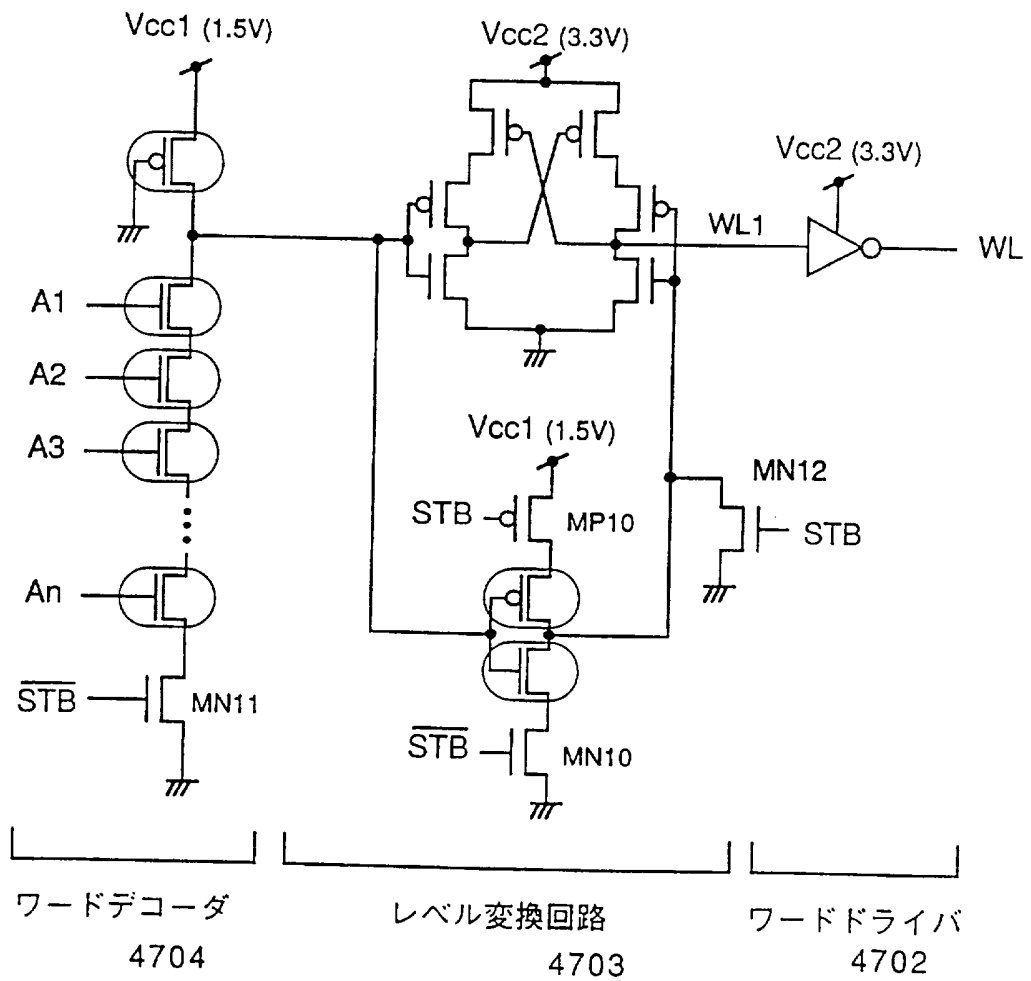 Vcc1 (1.5V)
Vcc2 (3.3V)
Vcc2 (3.3V)
WL1
WL
A1
A2
A3
An
Vcc1 (1.5V)
STB
MP10
MN12
STB
S̅T̅B̅
MN11
S̅T̅B̅
MN10
ワードデコーダ
4704
レベル変換回路
4703
ワードドライバ
4702